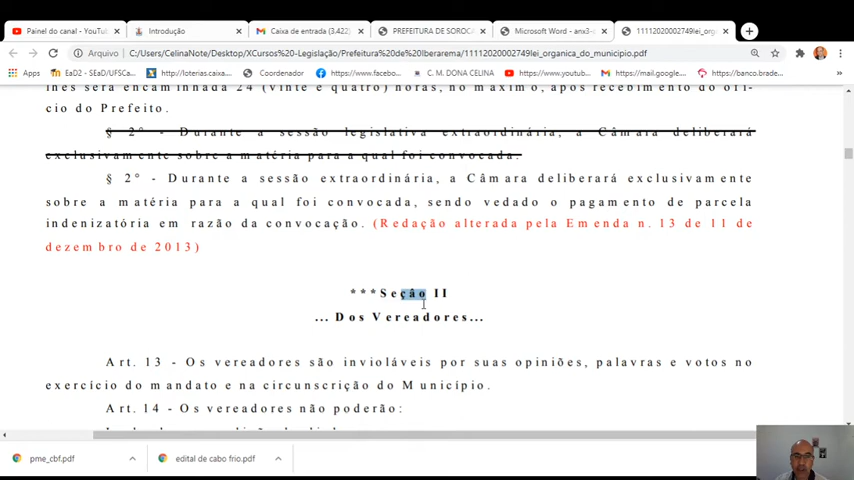 Painel do canal - YouT
Introdução
Caixa de entrada (3.422
PREFEITURA DE SOROCA
Microsoft Word - anx3-e
11112020002749lei_orga
Arquivo
C:/Users/CelinaNote/Desktop/XCursos%20-Legislação/Prefeitura%20de%20Iberarema/11112020002749lei_organica_do_municipio.pdf
Apps
EaD2 - SEaD/UFSCa
http://loterias.caixa...
Coordenador
https://www.facebo...
C. M. DONA CELINA
https://www.youtub...
https://mail.google....
https://banco.brade...
lhes será encaminhada 24 (vinte e quatro) horas, no máximo, após recebimento do ofi-
cio do Prefeito.
§ 2º - Durante a sessão legislativa extraordinária, a Câmara deliberará
exclusivamente sobre a matéria para a qual foi convocada.
§ 2º - Durante a sessão extraordinária, a Câmara deliberará exclusivamente
sobre a matéria para a qual foi convocada, sendo vedado o pagamento de parcela
indenizatória em razão da convocação. (Redação alterada pela Emenda n. 13 de 11 de
dezembro de 2013)
***Seção II
... Dos Vereadores...
Art. 13 - Os vereadores são invioláveis por suas opiniões, palavras e votos no
exercício do mandato e na circunscrição do Município.
Art. 14 - Os vereadores não poderão:
pme_cbf.pdf
edital de cabo frio.pdf